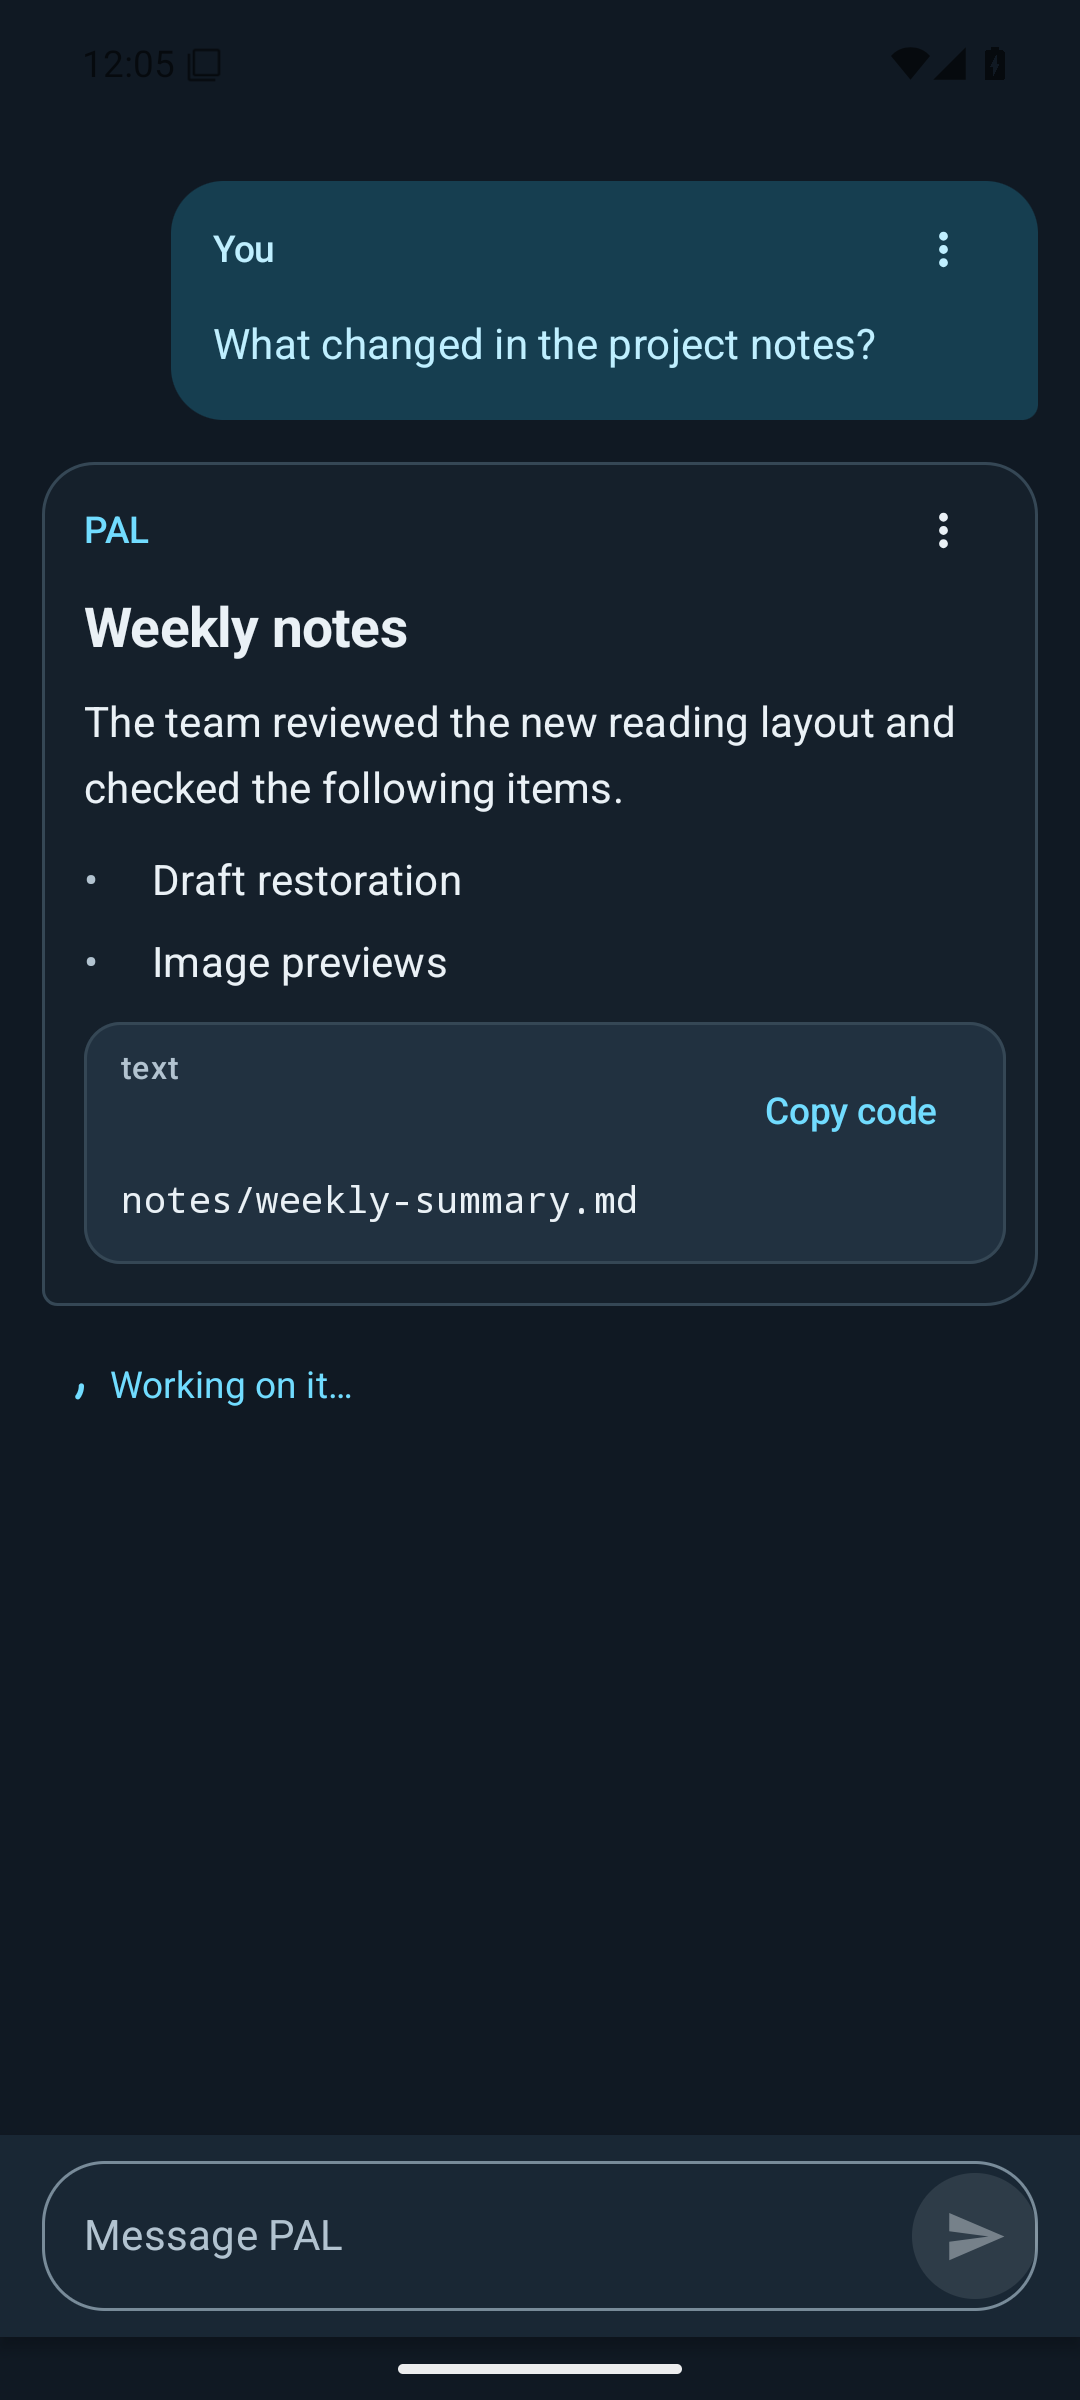 12:05
You
What changed in the project notes?
PAL
Weekly notes
The team reviewed the new reading layout and
checked the following items.
• Draft restoration
• Image previews
text
Copy code
notes/weekly-summary.md
Working on it…
Message PAL